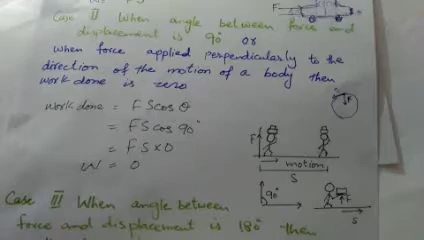 F
Case II When angle between force and
displacement is 90° or
when force applied perpendicularly to the
direction of the motion of a body then
work done is zero
work done = F S cos θ
= F S cos 90°
= F S x 0
W = 0
F
motion
S
90°
F
S
Case III When angle between
force and displacement is 180° then